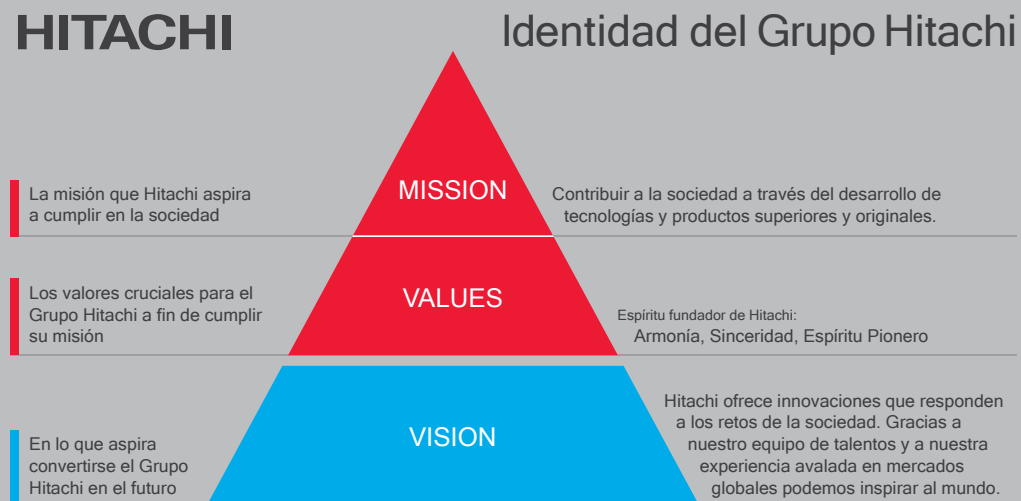 HITACHI
Identidad del Grupo Hitachi
La misión que Hitachi aspira
a cumplir en la sociedad
MISSION
Contribuir a la sociedad a través del desarrollo de
tecnologías y productos superiores y originales.
Los valores cruciales para el
Grupo Hitachi a fin de cumplir
su misión
VALUES
Espíritu fundador de Hitachi:
Armonía, Sinceridad, Espíritu Pionero
En lo que aspira
convertirse el Grupo
Hitachi en el futuro
VISION
Hitachi ofrece innovaciones que responden
a los retos de la sociedad. Gracias a
nuestro equipo de talentos y a nuestra
experiencia avalada en mercados
globales podemos inspirar al mundo.